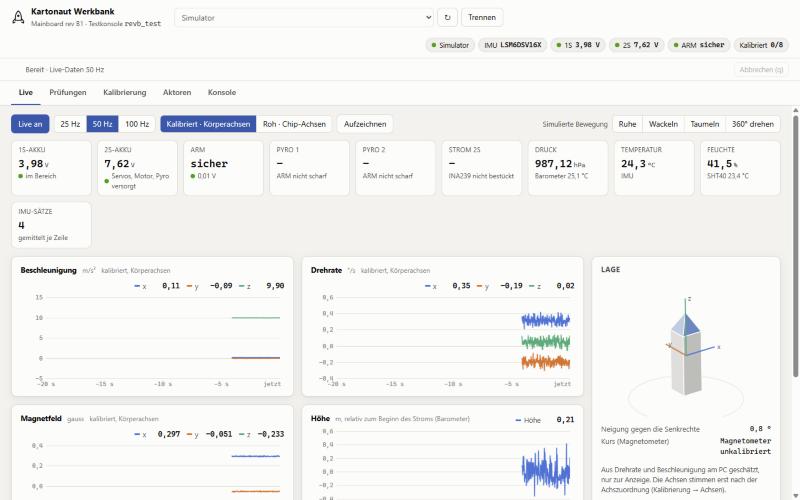 Kartonaut Werkbank
Mainboard rev B1 · Testkonsole revb_test
Simulator
Trennen
Simulator
IMU LSM6DSV16X
1S 3,98 V
2S 7,62 V
ARM sicher
Kalibriert 0/8
Bereit · Live-Daten 50 Hz
Abbrechen (q)
Live Prüfungen Kalibrierung Aktoren Konsole
Live an
25 Hz 50 Hz 100 Hz
Kalibriert · Körperachsen Roh · Chip-Achsen
Aufzeichnen
Simulierte Bewegung
Ruhe Wackeln Taumeln 360° drehen
1S-AKKU
3,98 V
im Bereich
2S-AKKU
7,62 V
Servos, Motor, Pyro
versorgt
ARM
sicher
0,01 V
PYRO 1
–
ARM nicht scharf
PYRO 2
–
ARM nicht scharf
STROM 2S
–
INA239 nicht bestückt
DRUCK
987,12 hPa
Barometer 25,1 °C
TEMPERATUR
24,3 °C
IMU
FEUCHTE
41,5 %
SHT40 23,4 °C
IMU-SÄTZE
4
gemittelt je Zeile
Beschleunigung m/s² kalibriert, Körperachsen
x 0,11 y -0,09 z 9,90
15
10
5
0
-5
-20 s -15 s -10 s -5 s jetzt
Drehrate °/s kalibriert, Körperachsen
x 0,35 y -0,19 z 0,02
0,6
0,4
0,2
0,0
-0,2
-0,4
-20 s -15 s -10 s -5 s jetzt
LAGE
z
y
x
Neigung gegen die Senkrechte 0,8 °
Kurs (Magnetometer) Magnetometer
unkalibriert
Aus Drehrate und Beschleunigung am PC geschätzt,
nur zur Anzeige. Die Achsen stimmen erst nach der
Achszuordnung (Kalibrierung → Achsen).
Magnetfeld gauss kalibriert, Körperachsen
x 0,297 y -0,051 z -0,233
0,4
0,2
0,0
Höhe m, relativ zum Beginn des Stroms (Barometer)
Höhe 0,21
0,6
0,4
0,2
0,0
-0,2